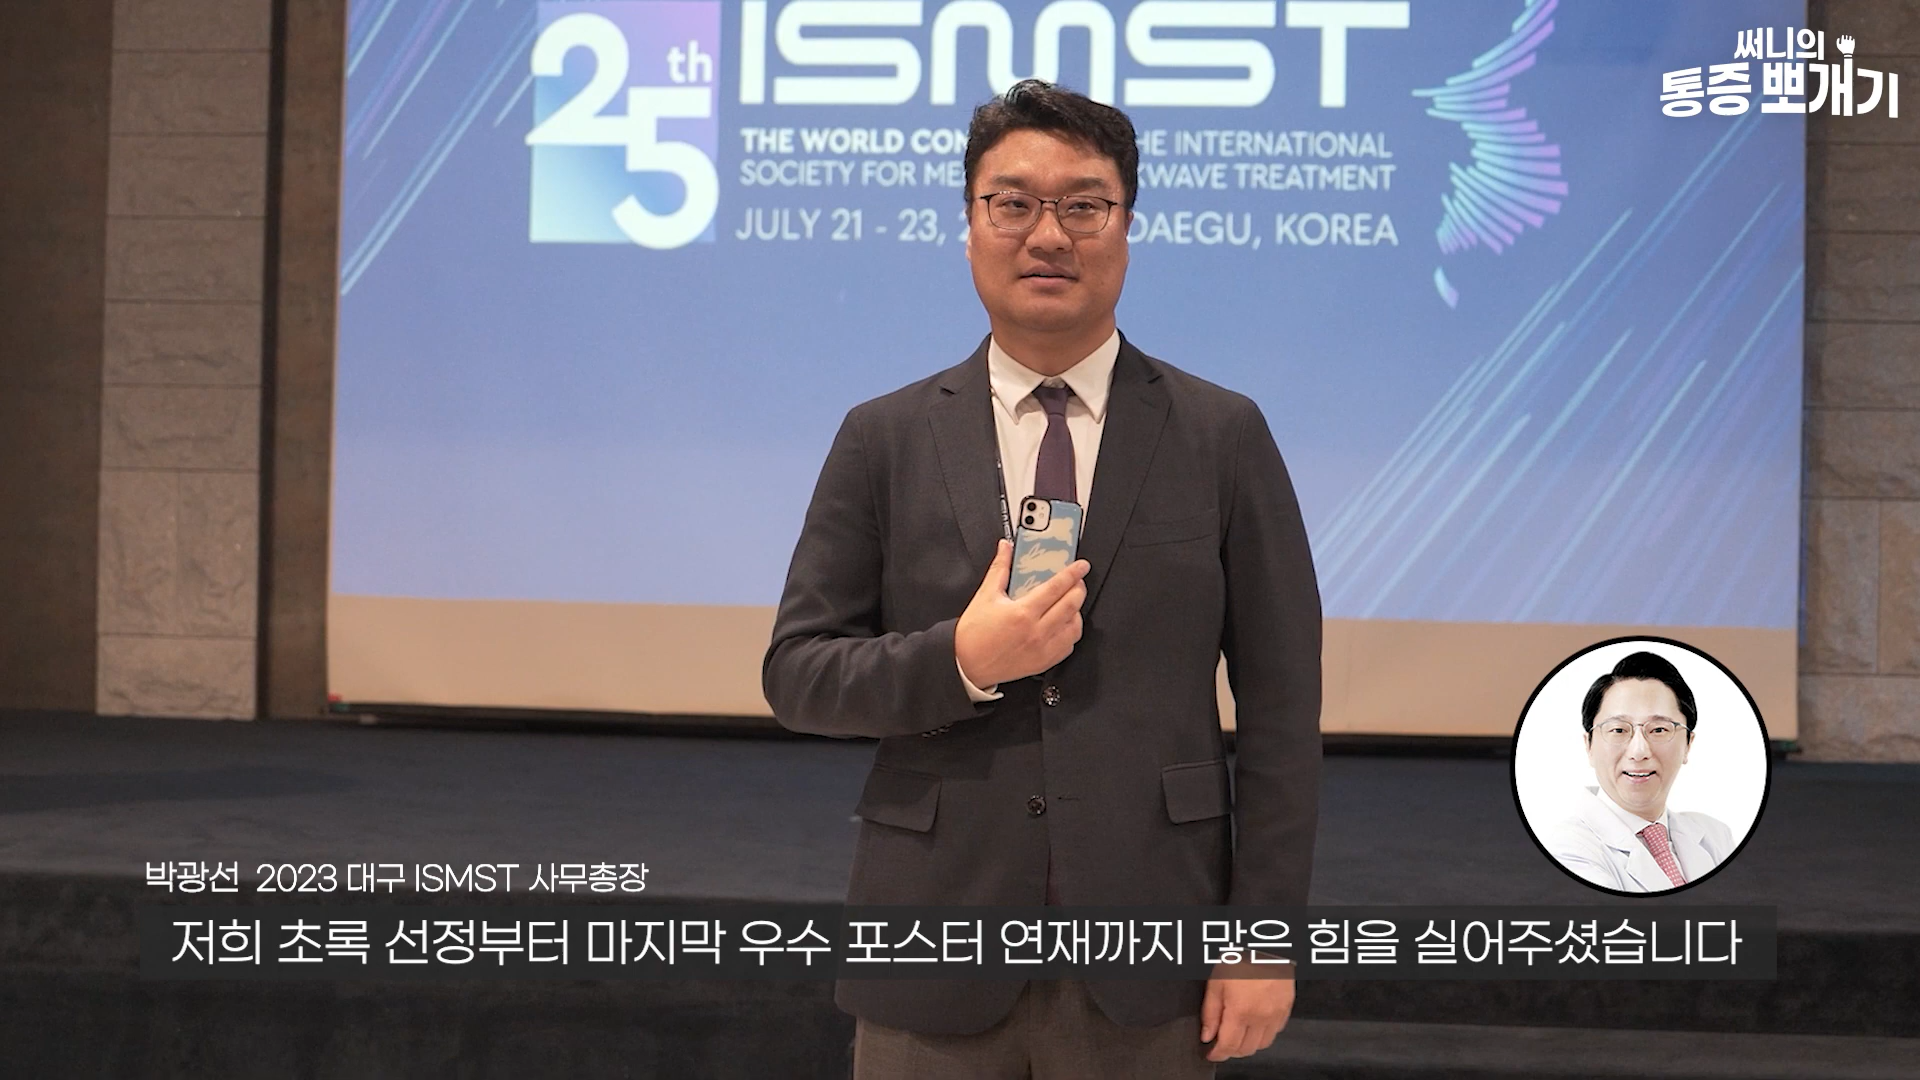 써니의
통증 뽀개기
25th
ISMST
THE WORLD CON HE INTERNATIONAL
SOCIETY FOR ME KWAVE TREATMENT
JULY 21 - 23, 2 DAEGU, KOREA
ISMS
박광선 2023 대구 ISMST 사무총장
저희 초록 선정부터 마지막 우수 포스터 연재까지 많은 힘을 실어주셨습니다